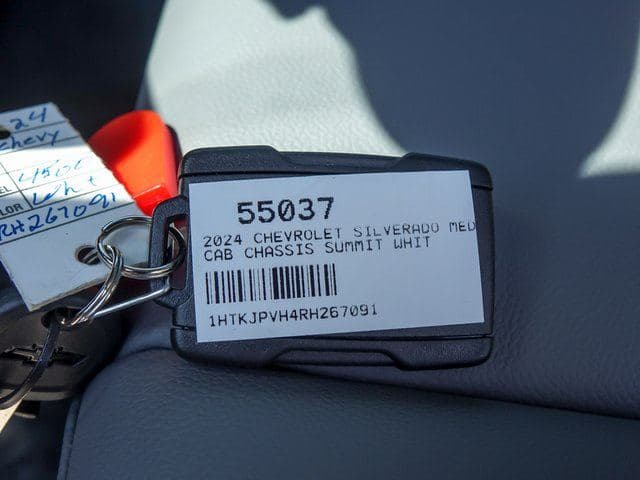 24
Chevy
4500
Wht
RH267091
55037
2024 CHEVROLET SILVERADO MED
CAB CHASSIS SUMMIT WHIT
1HTKJPVH4RH267091